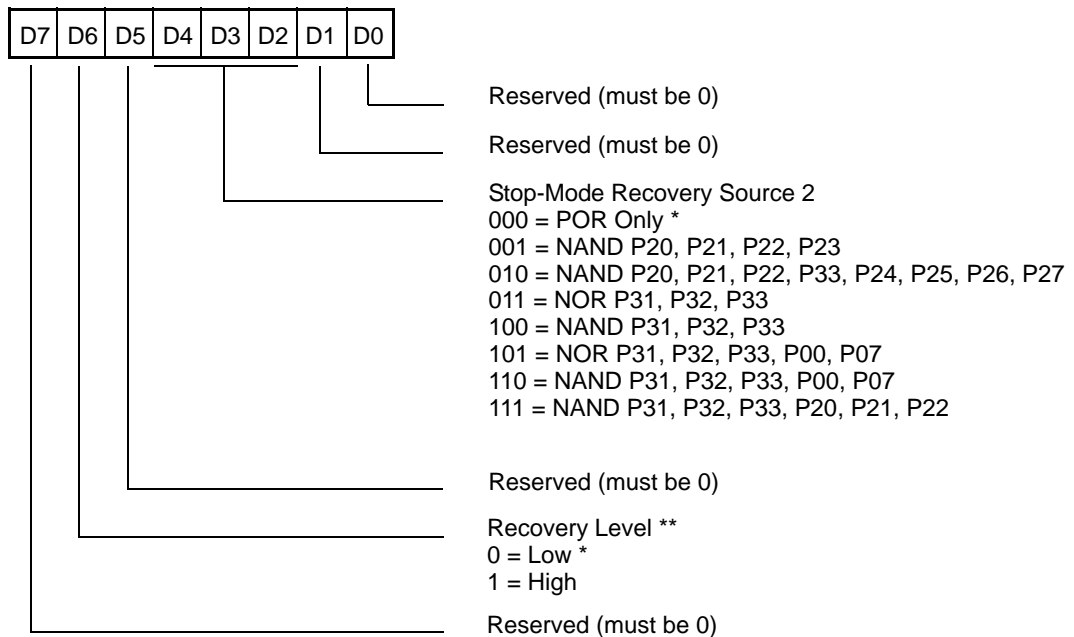 D7 D6 D5 D4 D3 D2 D1 D0
Reserved (must be 0)
Reserved (must be 0)
Stop-Mode Recovery Source 2
000 = POR Only *
001 = NAND P20, P21, P22, P23
010 = NAND P20, P21, P22, P33, P24, P25, P26, P27
011 = NOR P31, P32, P33
100 = NAND P31, P32, P33
101 = NOR P31, P32, P33, P00, P07
110 = NAND P31, P32, P33, P00, P07
111 = NAND P31, P32, P33, P20, P21, P22
Reserved (must be 0)
Recovery Level **
0 = Low *
1 = High
Reserved (must be 0)